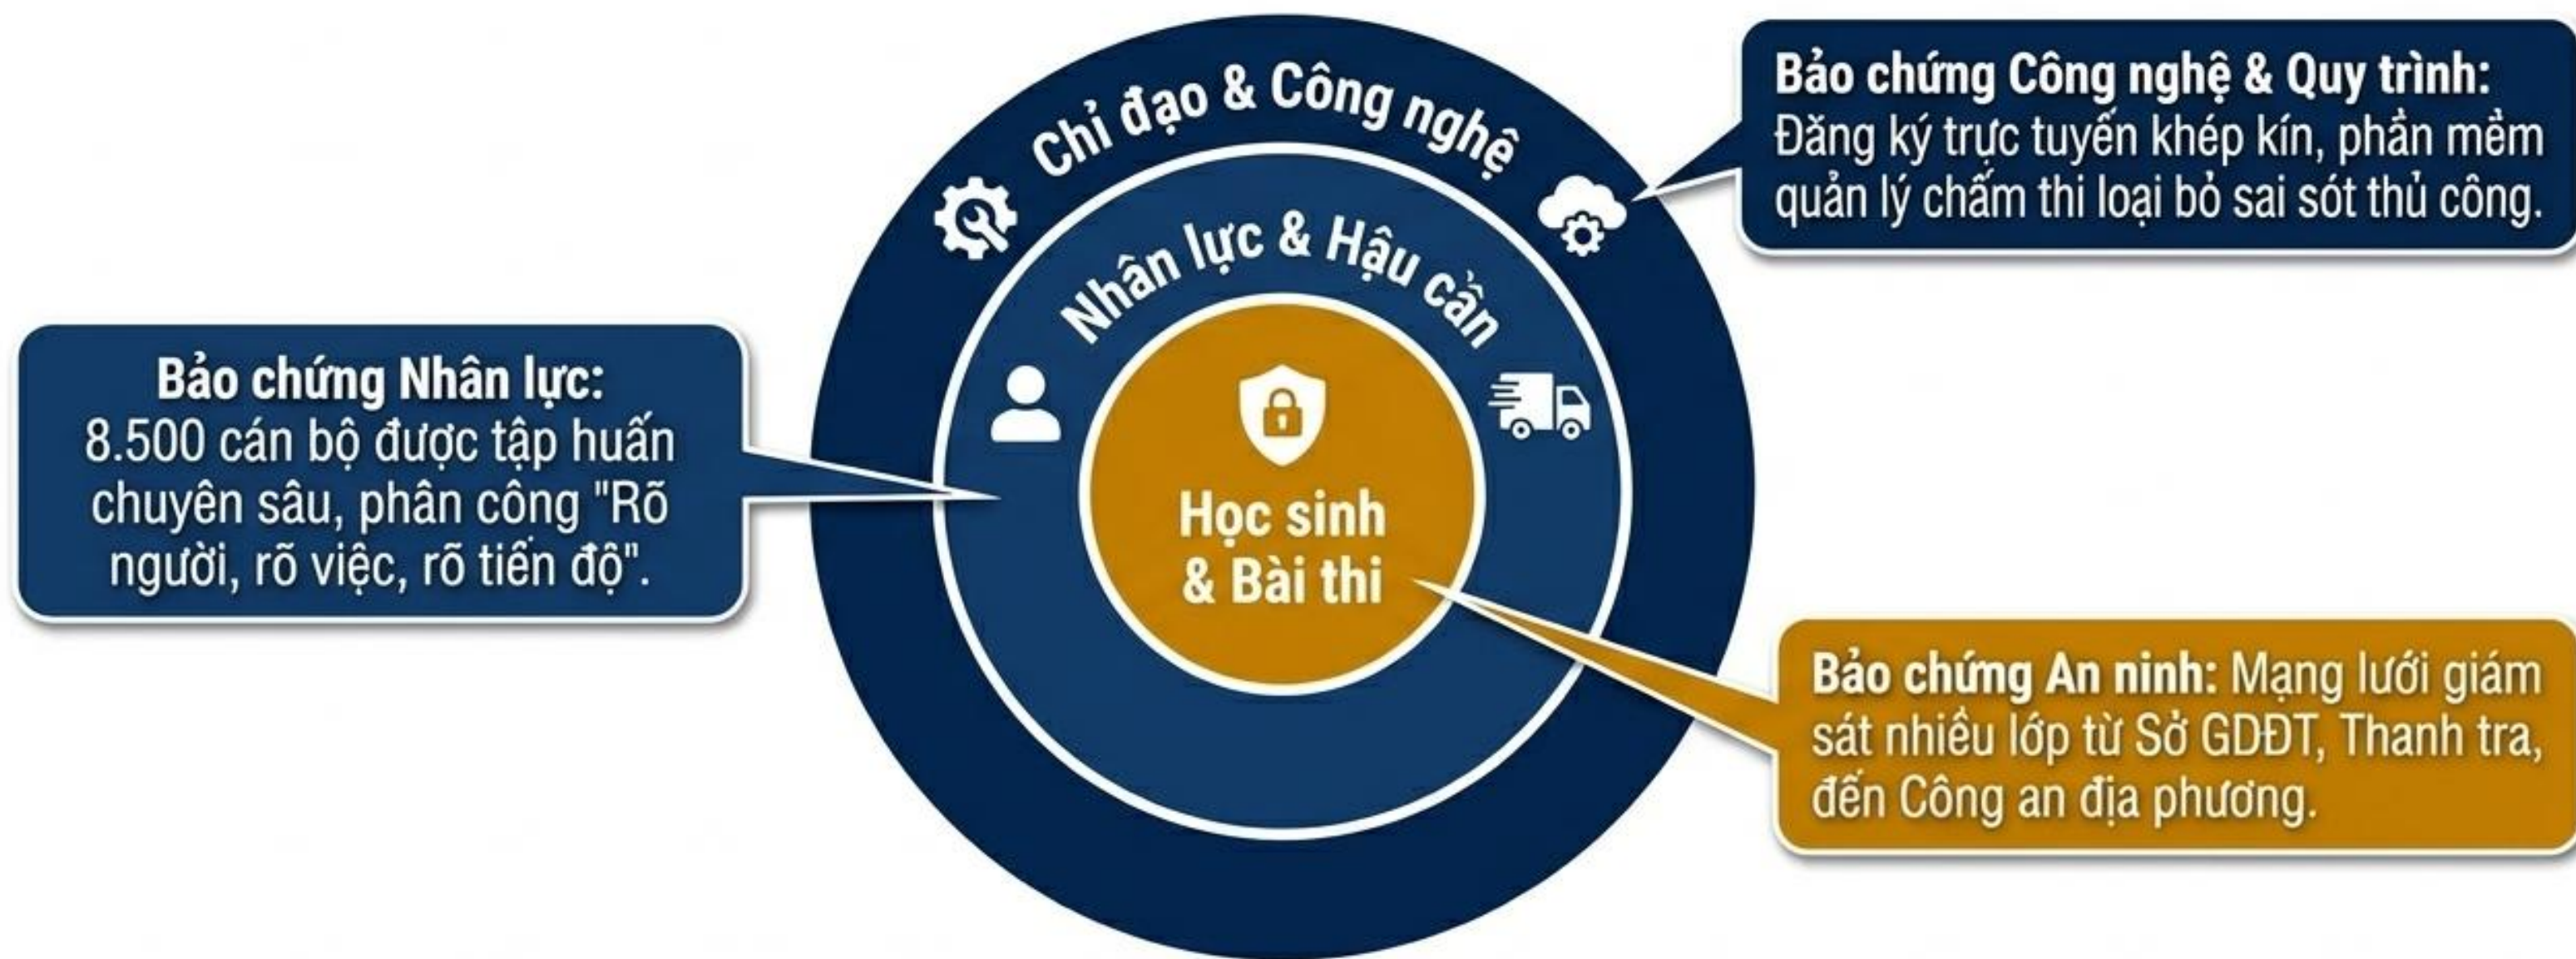 Chỉ đạo & Công nghệ
Nhân lực & Hậu cần
Học sinh
& Bài thi
Bảo chứng Công nghệ & Quy trình:
Đăng ký trực tuyến khép kín, phần mềm
quản lý chấm thi loại bỏ sai sót thủ công.
Bảo chứng Nhân lực:
8.500 cán bộ được tập huấn
chuyên sâu, phân công "Rõ
người, rõ việc, rõ tiến độ".
Bảo chứng An ninh: Mạng lưới giám
sát nhiều lớp từ Sở GDĐT, Thanh tra,
đến Công an địa phương.